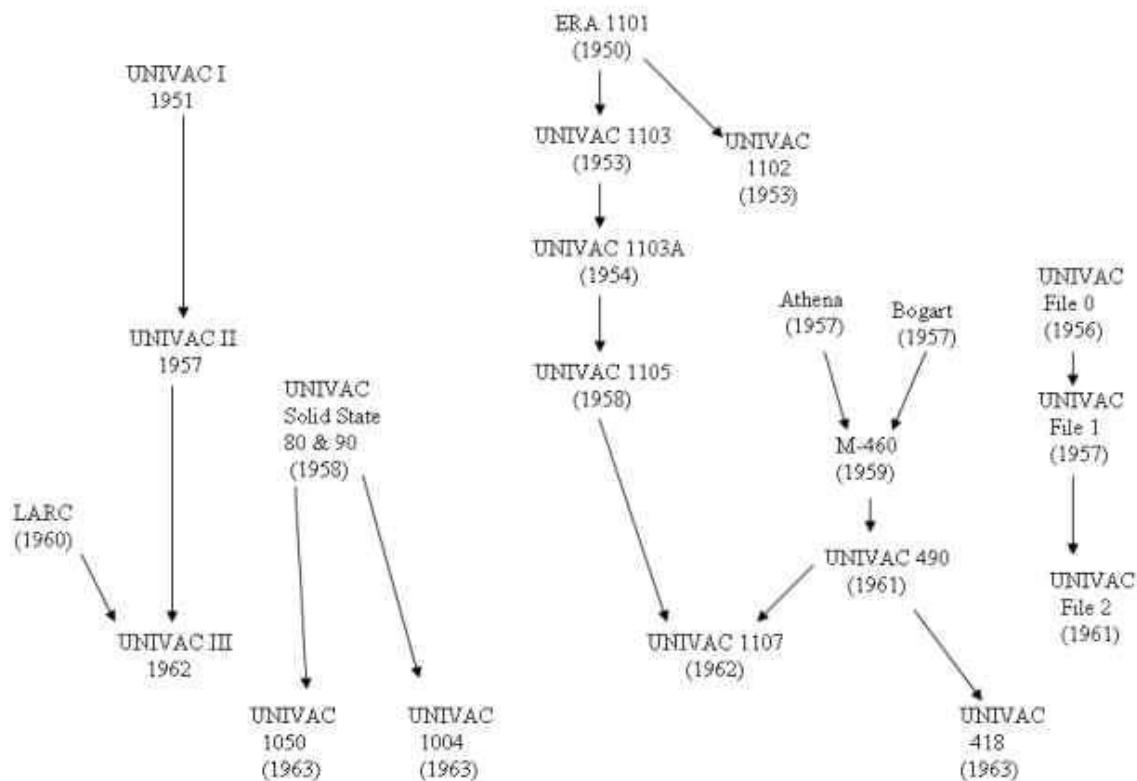 ERA 1101
(1950)
UNIVAC I
1951
UNIVAC 1103
(1953)
UNIVAC
1102
(1953)
UNIVAC 1103A
(1954)
UNIVAC
File 0
(1956)
Athena
(1957)
Bogart
(1957)
UNIVAC II
1957
UNIVAC 1105
(1958)
UNIVAC
Solid State
80 & 90
(1958)
UNIVAC
File 1
(1957)
M-460
(1959)
LARC
(1960)
UNIVAC 490
(1961)
UNIVAC
File 2
(1961)
UNIVAC III
1962
UNIVAC 1107
(1962)
UNIVAC
1050
(1963)
UNIVAC
1004
(1963)
UNIVAC
418
(1963)